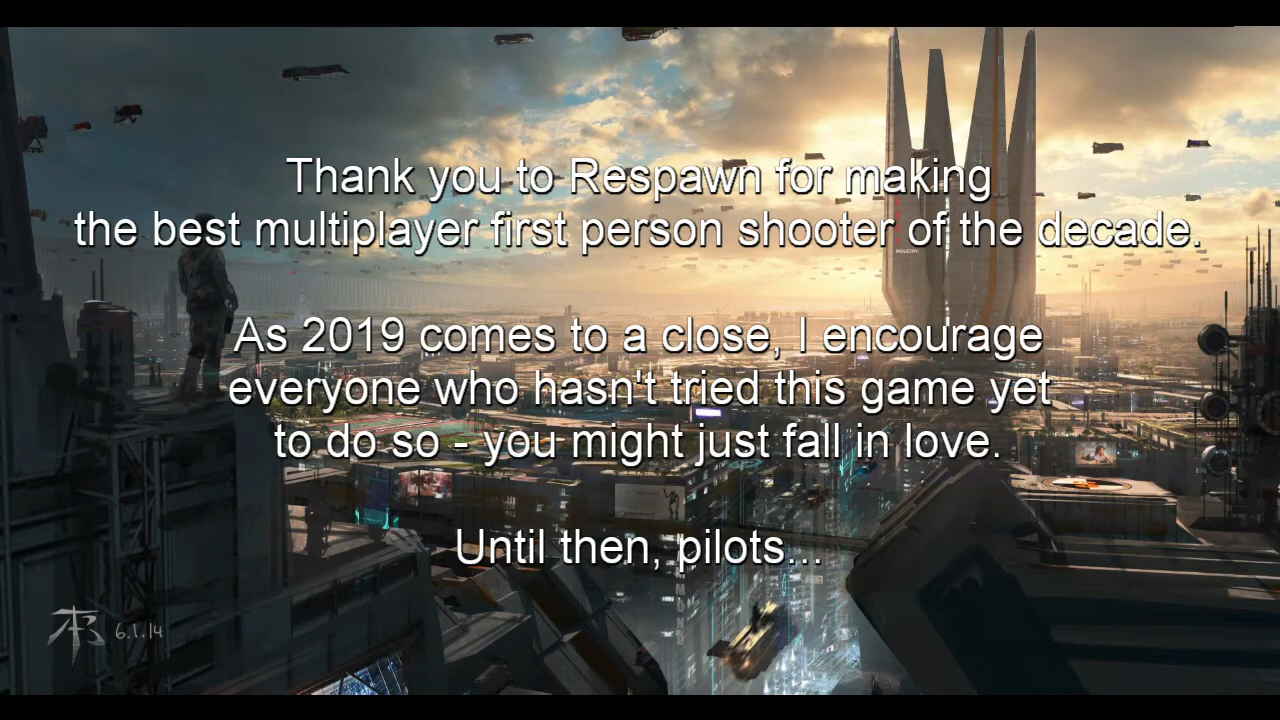 Thank you to Respawn for making
the best multiplayer first person shooter of the decade.
As 2019 comes to a close, I encourage
everyone who hasn't tried this game yet
to do so - you might just fall in love.
Until then, pilots...
6.1.14